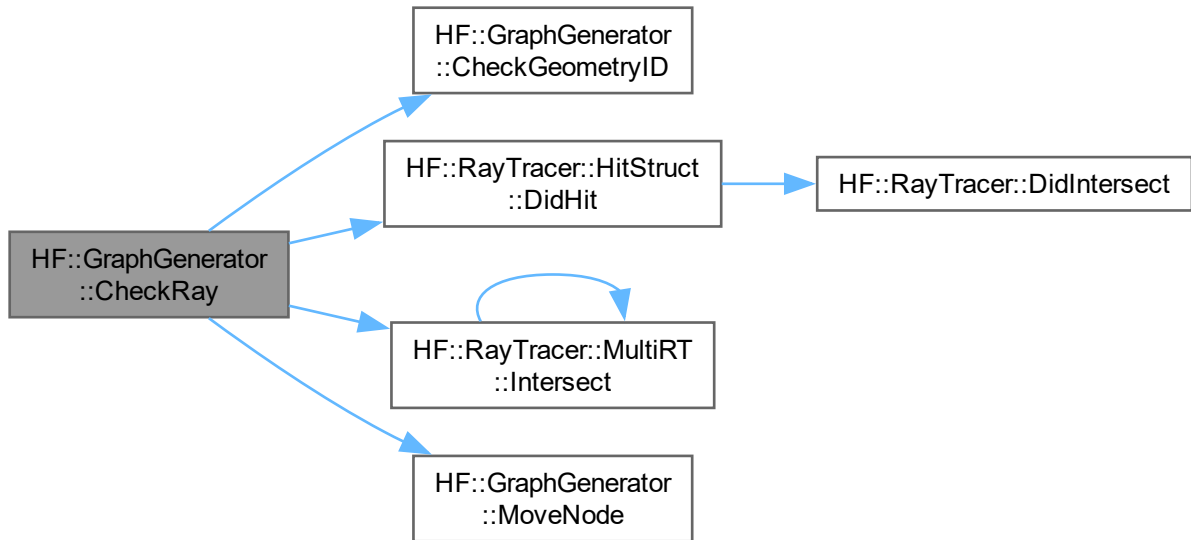 HF::GraphGenerator
::CheckGeometryID
HF::RayTracer::HitStruct
::DidHit
HF::RayTracer::DidIntersect
HF::GraphGenerator
::CheckRay
HF::RayTracer::MultiRT
::Intersect
HF::GraphGenerator
::MoveNode